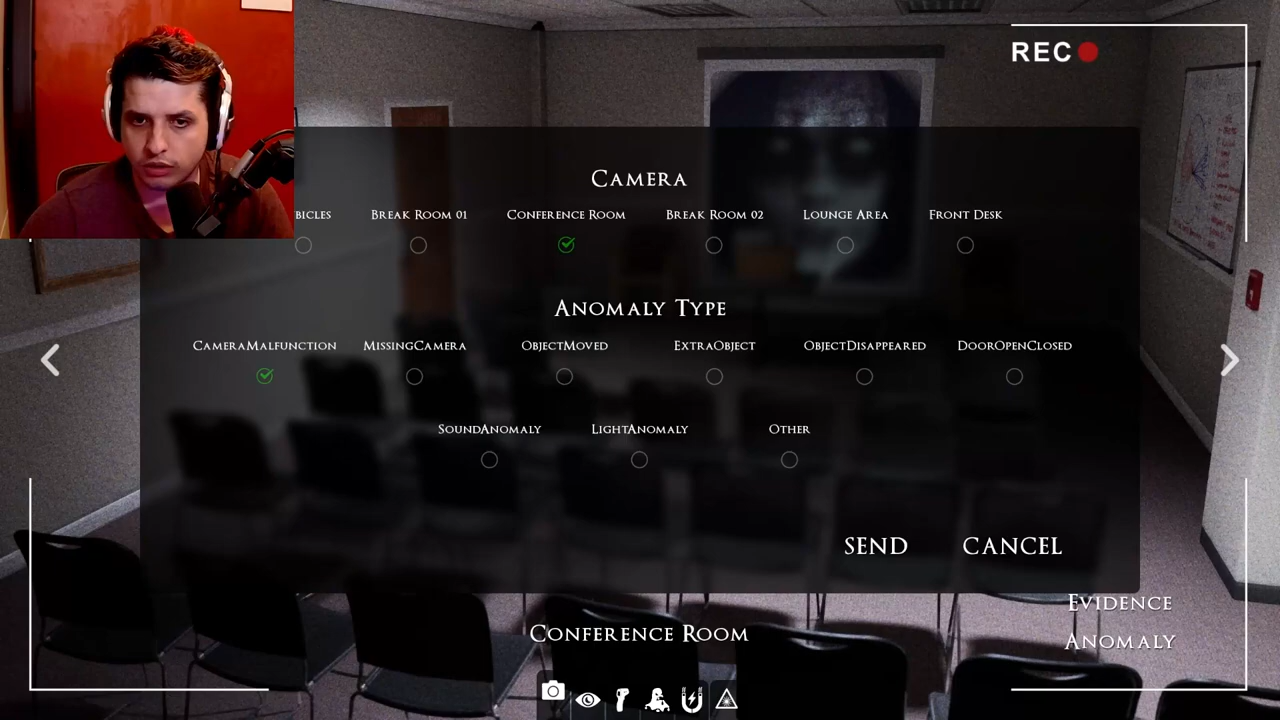 REC
CAMERA
BICLES BREAK ROOM 01 CONFERENCE ROOM BREAK ROOM 02 LOUNGE AREA FRONT DESK
ANOMALY TYPE
CAMERAMALFUNCTION MISSINGCAMERA OBJECTMOVED EXTRAOBJECT OBJECTDISAPPEARED DOOROPENCLOSED
SOUNDANOMALY LIGHTANOMALY OTHER
SEND CANCEL
EVIDENCE
CONFERENCE ROOM
ANOMALY